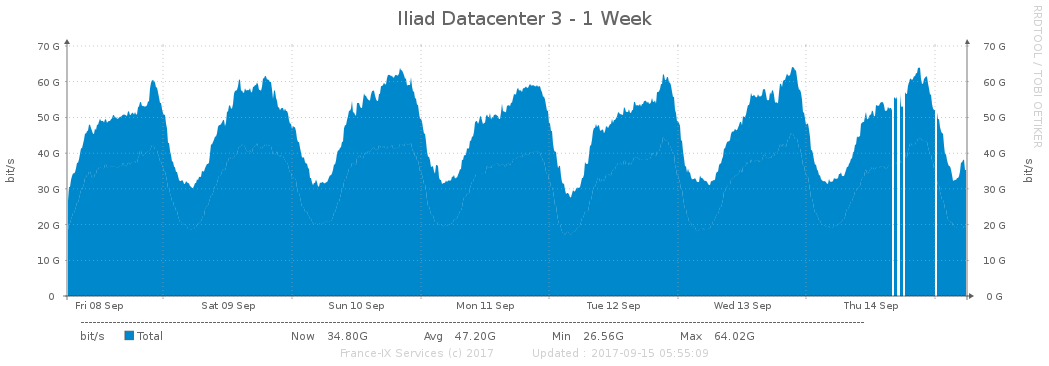 Iliad Datacenter 3 - 1 Week
RRDTOOL / TOBI OETIKER
bit/s
70 G 70 G
60 G 60 G
50 G 50 G
40 G 40 G
30 G 30 G
20 G 20 G
10 G 10 G
0 0 G
bit/s
Fri 08 Sep Sat 09 Sep Sun 10 Sep Mon 11 Sep Tue 12 Sep Wed 13 Sep Thu 14 Sep
bit/s Total Now 34.80G Avg 47.20G Min 26.56G Max 64.02G
France-IX Services (c) 2017 Updated : 2017-09-15 05:55:09